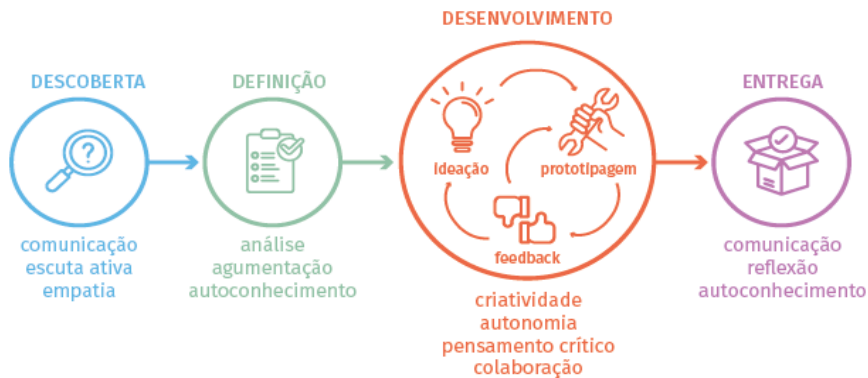 DESCOBERTA
?
comunicação
escuta ativa
empatia
DEFINIÇÃO
análise
agumentação
autoconhecimento
DESENVOLVIMENTO
ideação
prototipagem
feedback
criatividade
autonomia
pensamento crítico
colaboração
ENTREGA
comunicação
reflexão
autoconhecimento